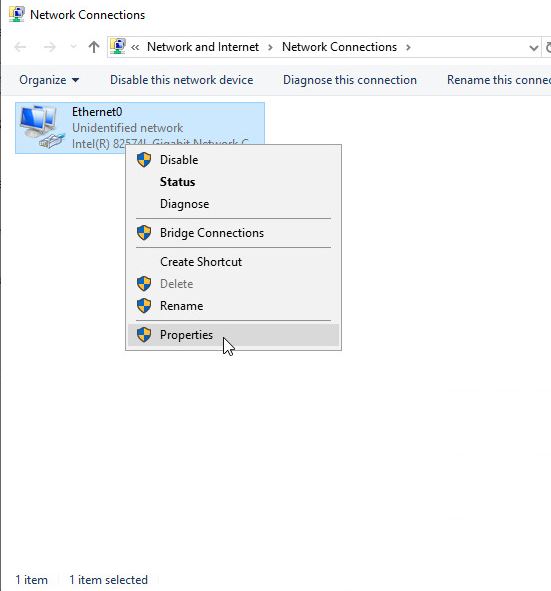 Network Connections
« Network and Internet > Network Connections >
Organize Disable this network device Diagnose this connection Rename this connec
Ethernet0
Unidentified network
Intel(R) 82574L Gigabit Network C
Disable
Status
Diagnose
Bridge Connections
Create Shortcut
Delete
Rename
Properties
1 item 1 item selected